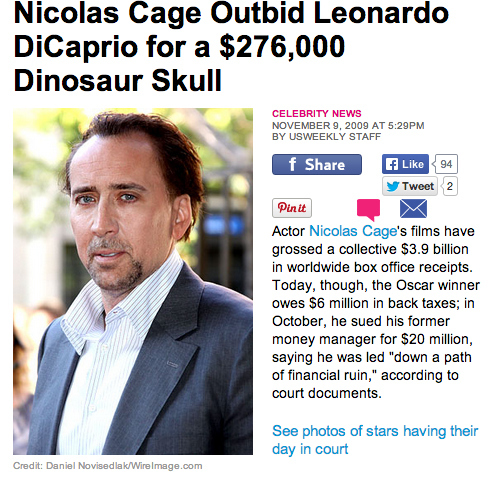 Nicolas Cage Outbid Leonardo
DiCaprio for a $276,000
Dinosaur Skull
CELEBRITY NEWS
NOVEMBER 9, 2009 AT 5:29PM
BY USWEEKLY STAFF
f Share
f Like 94
Tweet 2
Pin it
Actor Nicolas Cage's films have
grossed a collective $3.9 billion
in worldwide box office receipts.
Today, though, the Oscar winner
owes $6 million in back taxes; in
October, he sued his former
money manager for $20 million,
saying he was led "down a path
of financial ruin," according to
court documents.
See photos of stars having their
day in court
Credit: Daniel Novisedlak/WireImage.com